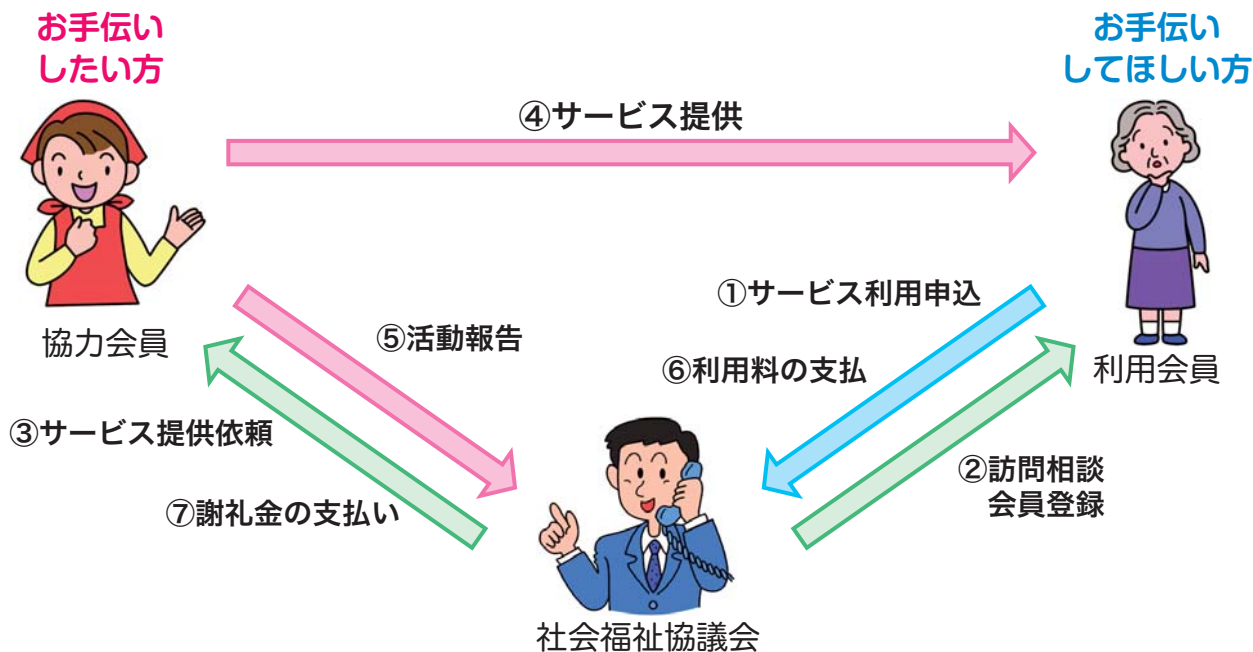 お手伝い
したい方
お手伝い
してほしい方
④サービス提供
①サービス利用申込
協力会員
⑤活動報告
⑥利用料の支払
利用会員
③サービス提供依頼
②訪問相談
会員登録
⑦謝礼金の支払い
社会福祉協議会